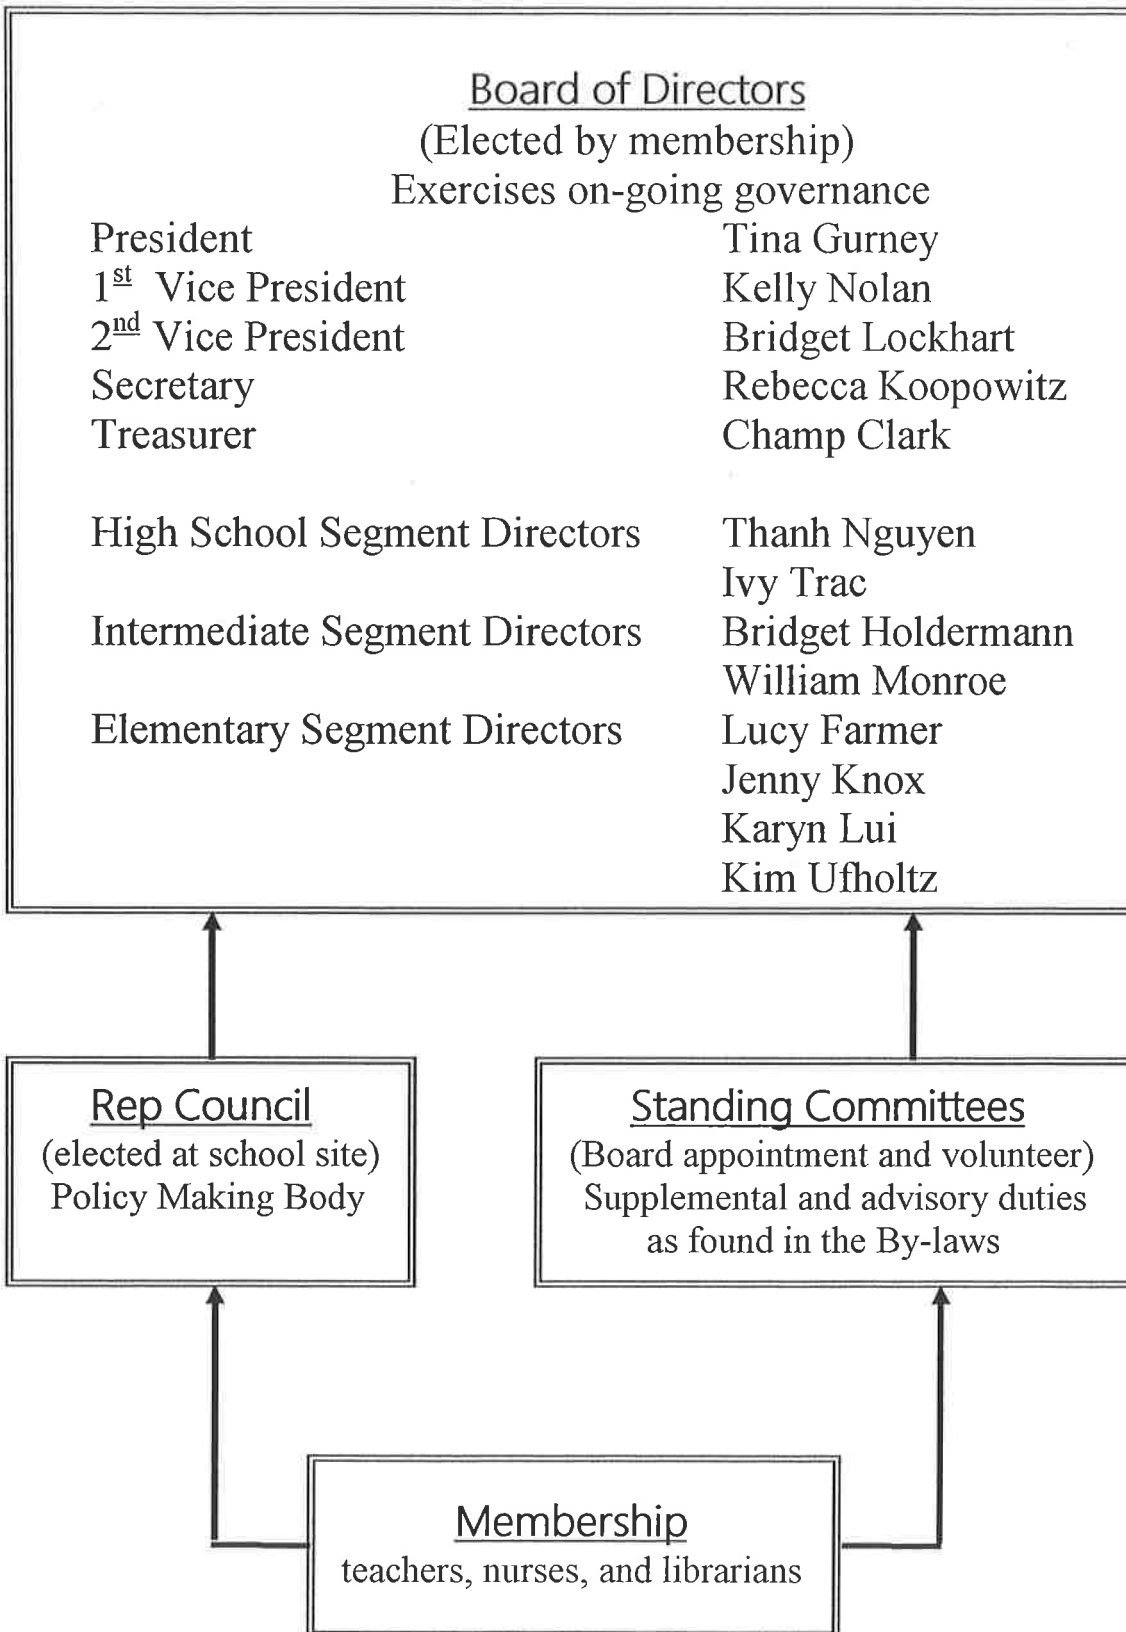 Board of Directors
(Elected by membership)
Exercises on-going governance
President Tina Gurney
1st Vice President Kelly Nolan
2nd Vice President Bridget Lockhart
Secretary Rebecca Koopowitz
Treasurer Champ Clark
High School Segment Directors Thanh Nguyen
Ivy Trac
Intermediate Segment Directors Bridget Holdermann
William Monroe
Elementary Segment Directors Lucy Farmer
Jenny Knox
Karyn Lui
Kim Ufholtz
Rep Council
(elected at school site)
Policy Making Body
Standing Committees
(Board appointment and volunteer)
Supplemental and advisory duties
as found in the By-laws
Membership
teachers, nurses, and librarians